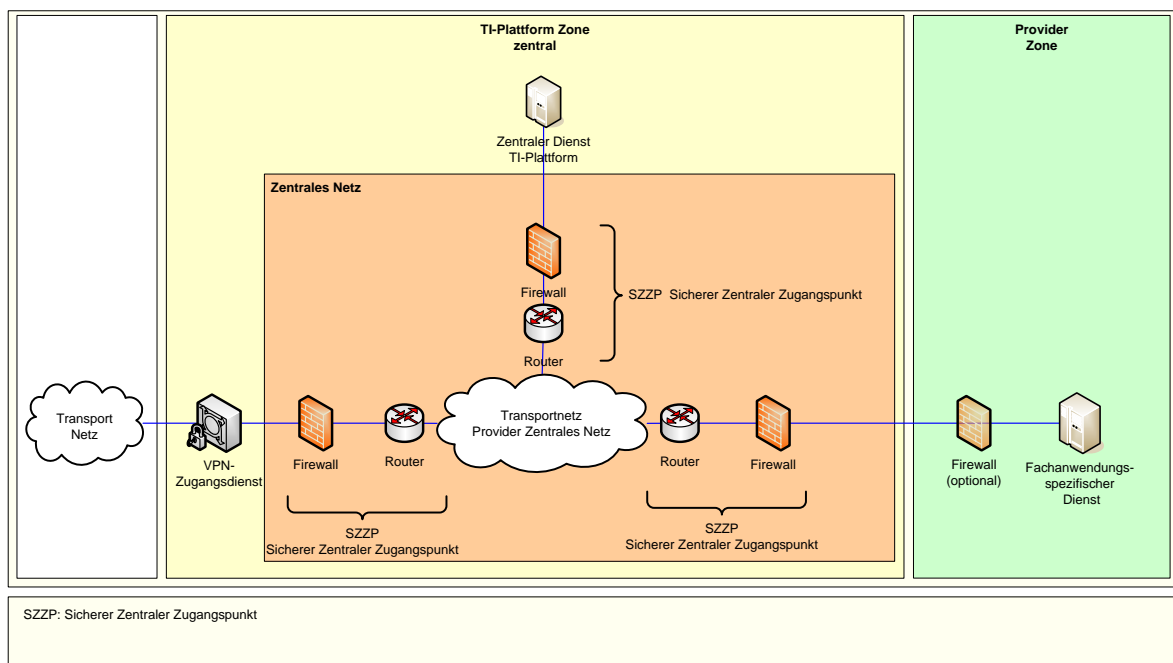 TI-Plattform Zone
zentral
Provider
Zone
Zentraler Dienst
TI-Plattform
Zentrales Netz
Firewall
SZZP Sicherer Zentraler Zugangspunkt
Router
Transport
Netz
Transportnetz
Provider Zentrales Netz
VPN-
Zugangsdienst
Firewall
Router
Router
Firewall
Firewall
(optional)
Fachanwendungs-
spezifischer
Dienst
SZZP
Sicherer Zentraler Zugangspunkt
SZZP
Sicherer Zentraler Zugangspunkt
SZZP: Sicherer Zentraler Zugangspunkt